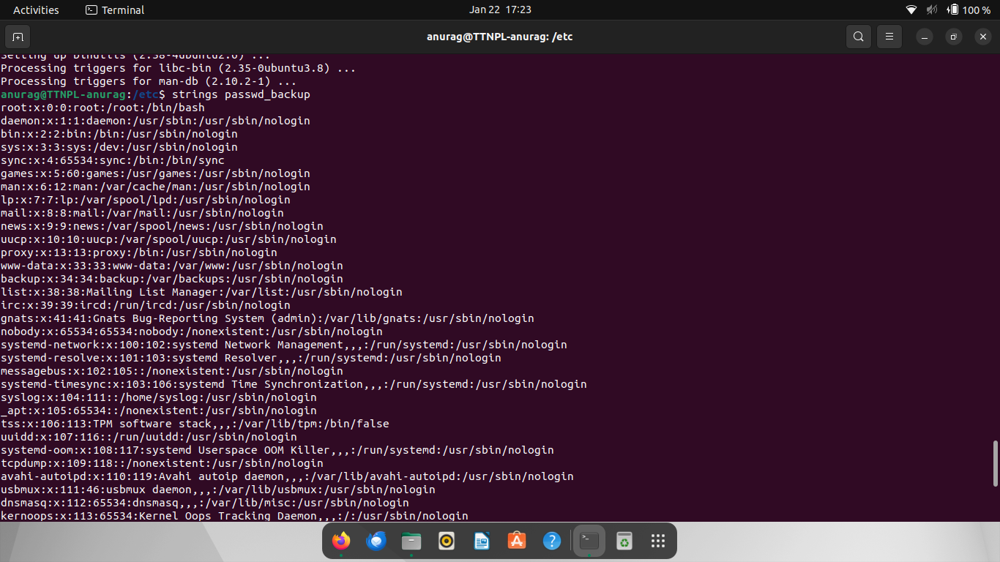 Activities Terminal Jan 22 17:23 100 %
anurag@TTNPL-anurag: /etc
Setting up binutils (2.38-4ubuntu2.6) ...
Processing triggers for libc-bin (2.35-0ubuntu3.8) ...
Processing triggers for man-db (2.10.2-1) ...
anurag@TTNPL-anurag:/etc$ strings passwd_backup
root:x:0:0:root:/root:/bin/bash
daemon:x:1:1:daemon:/usr/sbin:/usr/sbin/nologin
bin:x:2:2:bin:/bin:/usr/sbin/nologin
sys:x:3:3:sys:/dev:/usr/sbin/nologin
sync:x:4:65534:sync:/bin:/bin/sync
games:x:5:60:games:/usr/games:/usr/sbin/nologin
man:x:6:12:man:/var/cache/man:/usr/sbin/nologin
lp:x:7:7:lp:/var/spool/lpd:/usr/sbin/nologin
mail:x:8:8:mail:/var/mail:/usr/sbin/nologin
news:x:9:9:news:/var/spool/news:/usr/sbin/nologin
uucp:x:10:10:uucp:/var/spool/uucp:/usr/sbin/nologin
proxy:x:13:13:proxy:/bin:/usr/sbin/nologin
www-data:x:33:33:www-data:/var/www:/usr/sbin/nologin
backup:x:34:34:backup:/var/backups:/usr/sbin/nologin
list:x:38:38:Mailing List Manager:/var/list:/usr/sbin/nologin
irc:x:39:39:ircd:/run/ircd:/usr/sbin/nologin
gnats:x:41:41:Gnats Bug-Reporting System (admin):/var/lib/gnats:/usr/sbin/nologin
nobody:x:65534:65534:nobody:/nonexistent:/usr/sbin/nologin
systemd-network:x:100:102:systemd Network Management,,,:/run/systemd:/usr/sbin/nologin
systemd-resolve:x:101:103:systemd Resolver,,,:/run/systemd:/usr/sbin/nologin
messagebus:x:102:105::/nonexistent:/usr/sbin/nologin
systemd-timesync:x:103:106:systemd Time Synchronization,,,:/run/systemd:/usr/sbin/nologin
syslog:x:104:111::/home/syslog:/usr/sbin/nologin
_apt:x:105:65534::/nonexistent:/usr/sbin/nologin
tss:x:106:113:TPM software stack,,,:/var/lib/tpm:/bin/false
uuidd:x:107:116::/run/uuidd:/usr/sbin/nologin
systemd-oom:x:108:117:systemd Userspace OOM Killer,,,:/run/systemd:/usr/sbin/nologin
tcpdump:x:109:118::/nonexistent:/usr/sbin/nologin
avahi-autoipd:x:110:119:Avahi autoip daemon,,,:/var/lib/avahi-autoipd:/usr/sbin/nologin
usbmux:x:111:46:usbmux daemon,,,:/var/lib/usbmux:/usr/sbin/nologin
dnsmasq:x:112:65534:dnsmasq,,,:/var/lib/misc:/usr/sbin/nologin
kernoops:x:113:65534:Kernel Oops Tracking Daemon,,,:/:/usr/sbin/nologin